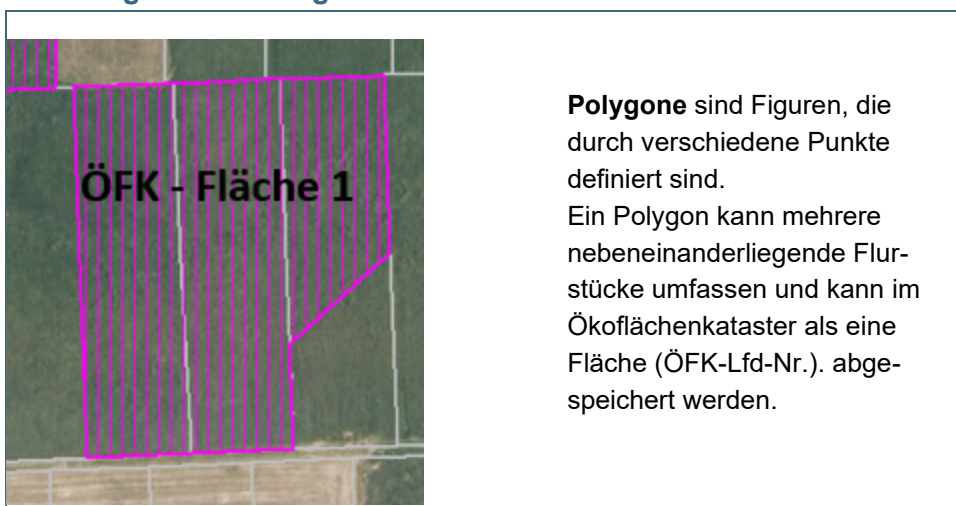 ÖFK - Fläche 1
Polygone sind Figuren, die
durch verschiedene Punkte
definiert sind.
Ein Polygon kann mehrere
nebeneinanderliegende Flur-
stücke umfassen und kann im
Ökoflächenkataster als eine
Fläche (ÖFK-Lfd-Nr.). abge-
speichert werden.